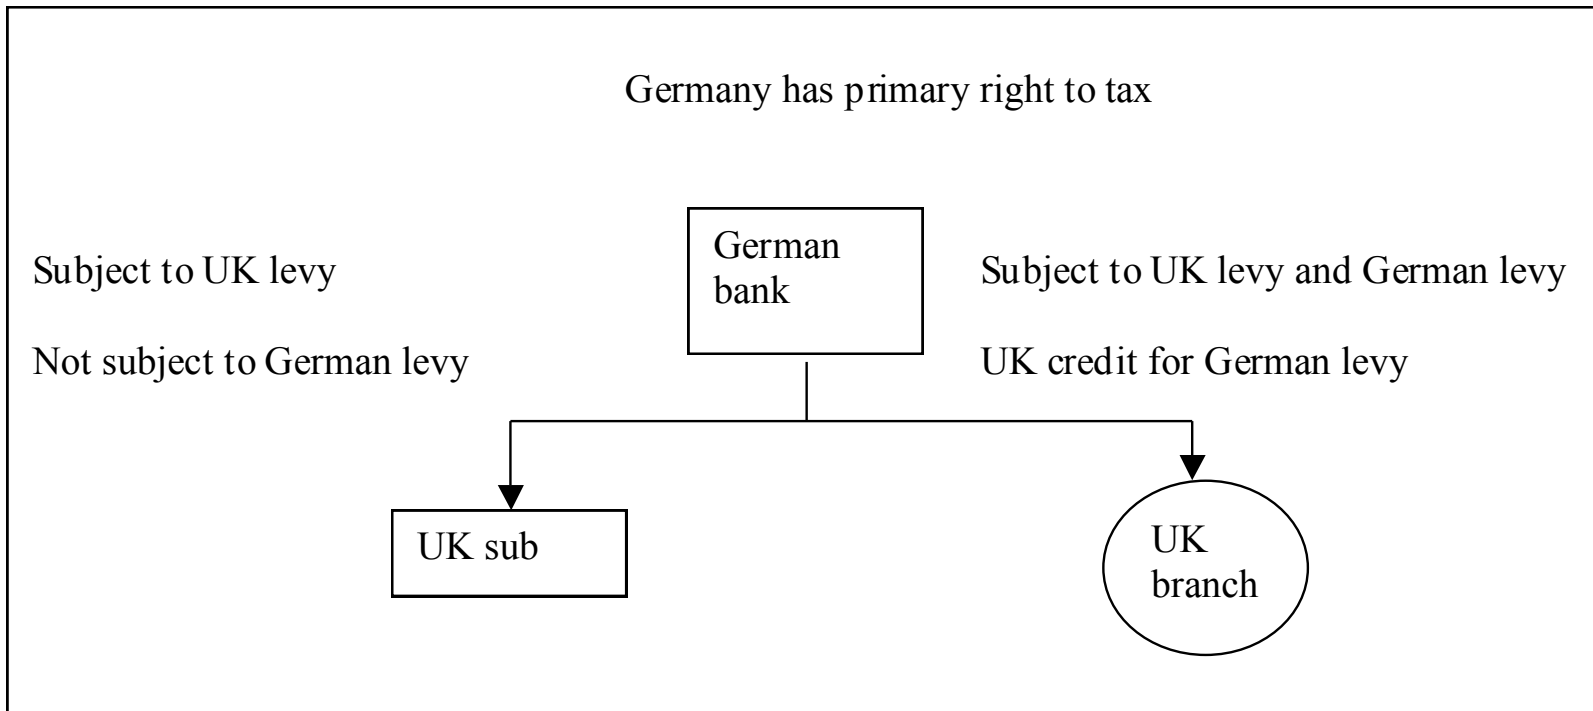 Germany has primary right to tax
Subject to UK levy
Not subject to German levy
German
bank
Subject to UK levy and German levy
UK credit for German levy
UK sub
UK
branch